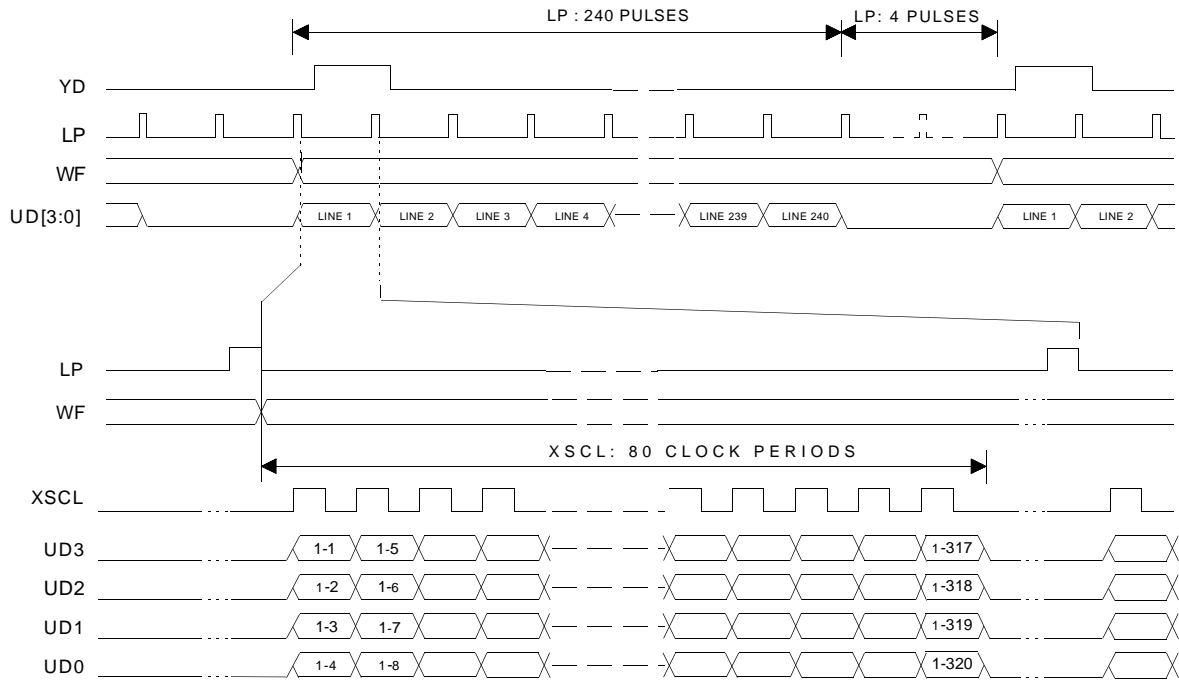 LP : 240 PULSES LP: 4 PULSES
YD
LP
WF
UD[3:0] LINE 1 LINE 2 LINE 3 LINE 4 LINE 239 LINE 240 LINE 1 LINE 2
LP
WF
XSCL: 80 CLOCK PERIODS
XSCL
UD3 1-1 1-5 1-317
UD2 1-2 1-6 1-318
UD1 1-3 1-7 1-319
UD0 1-4 1-8 1-320